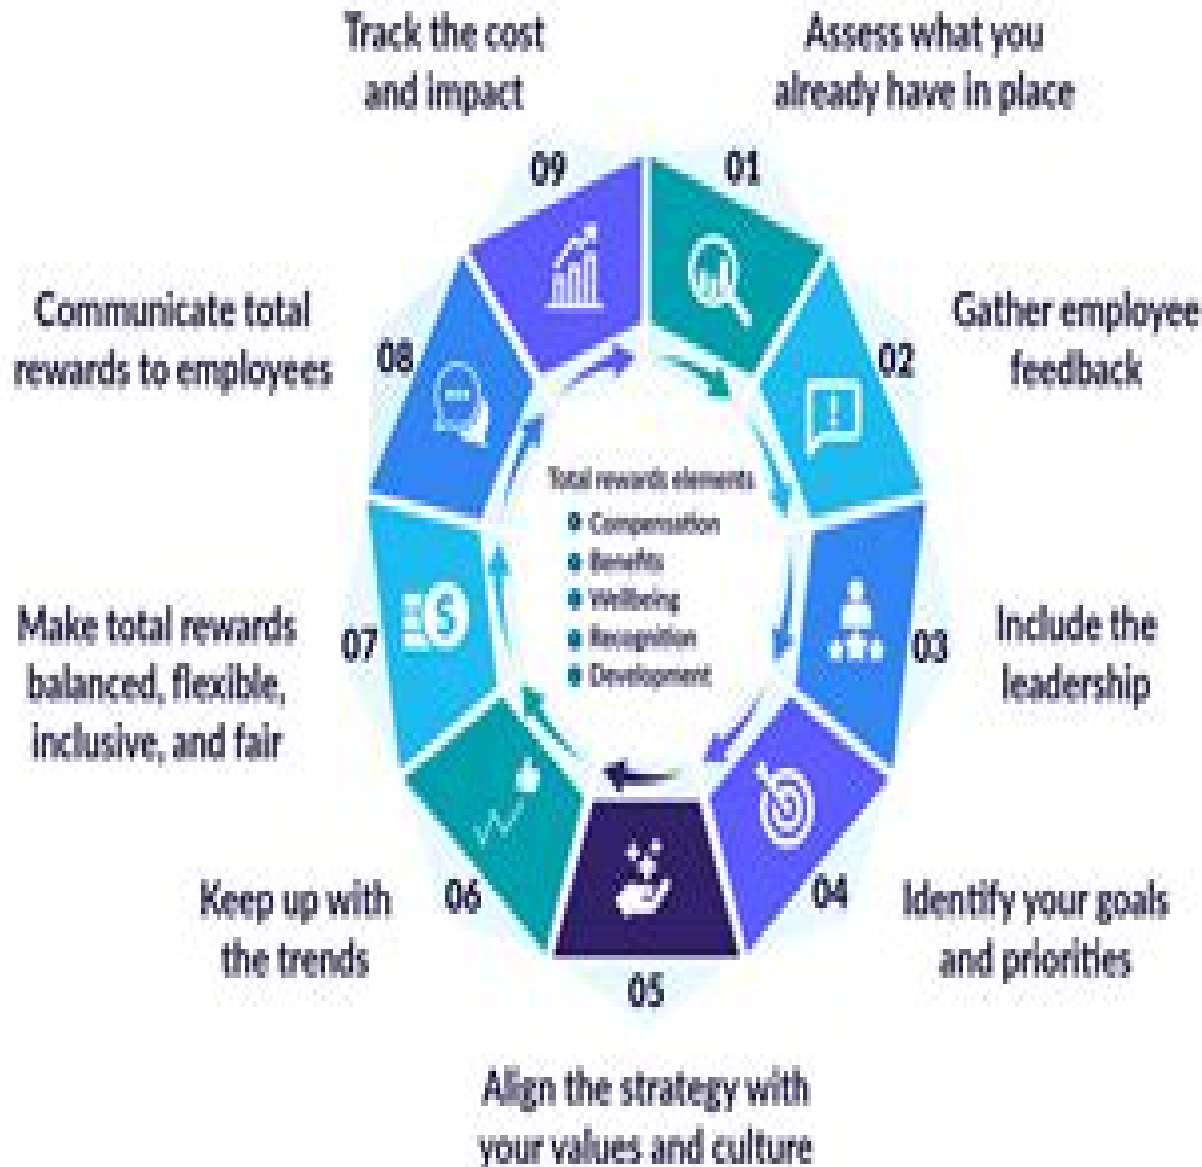 Track the cost
and impact
09
Assess what you
already have in place
01
Gather employee
feedback
02
Include the
leadership
03
Identify your goals
and priorities
04
05
Align the strategy with
your values and culture
Keep up with
the trends
06
Make total rewards
balanced, flexible,
inclusive, and fair
07
Communicate total
rewards to employees
08
Total rewards elements
Compensation
Benefits
Wellbeing
Recognition
Development